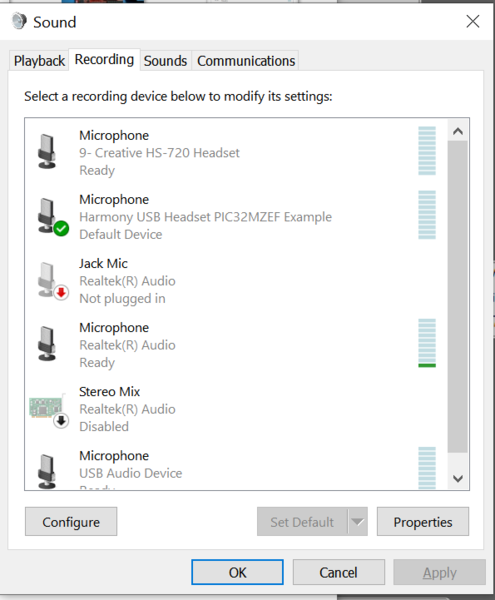 Sound
Playback Recording Sounds Communications
Select a recording device below to modify its settings:
Microphone
9- Creative HS-720 Headset
Ready
Microphone
Harmony USB Headset PIC32MZEF Example
Default Device
Jack Mic
Realtek(R) Audio
Not plugged in
Microphone
Realtek(R) Audio
Ready
Stereo Mix
Realtek(R) Audio
Disabled
Microphone
USB Audio Device
Ready
Configure Set Default Properties
OK Cancel Apply